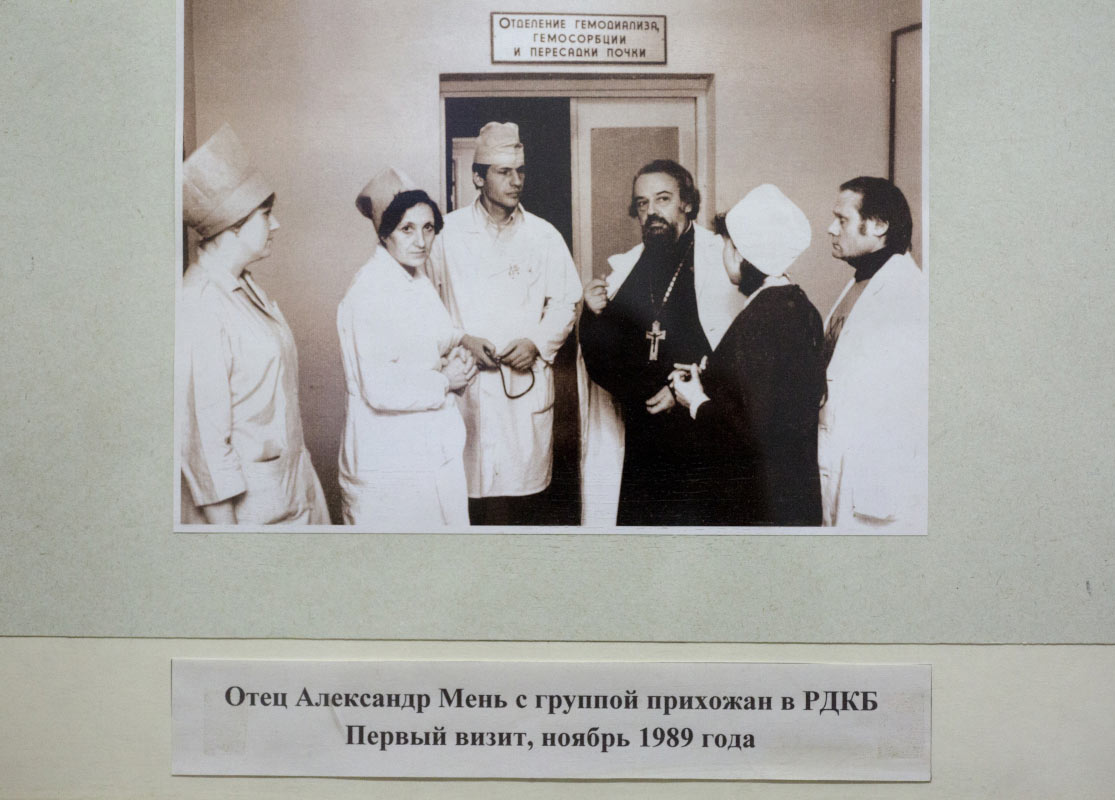 Отделение гемодиализа,
гемосорбции
и пересадки почки
Отец Александр Мень с группой прихожан в РДКБ
Первый визит, ноябрь 1989 года